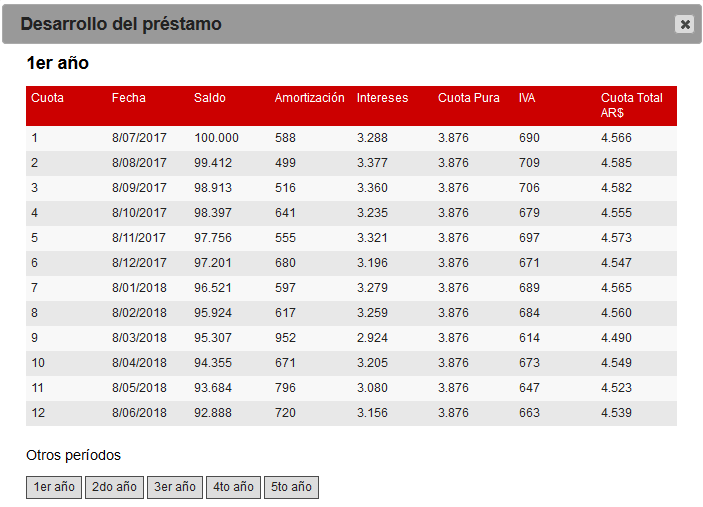 Desarrollo del préstamo
1er año
Cuota Fecha Saldo Amortización Intereses Cuota Pura IVA Cuota Total AR$
1 8/07/2017 100.000 588 3.288 3.876 690 4.566
2 8/08/2017 99.412 499 3.377 3.876 709 4.585
3 8/09/2017 98.913 516 3.360 3.876 706 4.582
4 8/10/2017 98.397 641 3.235 3.876 679 4.555
5 8/11/2017 97.756 555 3.321 3.876 697 4.573
6 8/12/2017 97.201 680 3.196 3.876 671 4.547
7 8/01/2018 96.521 597 3.279 3.876 689 4.565
8 8/02/2018 95.924 617 3.259 3.876 684 4.560
9 8/03/2018 95.307 952 2.924 3.876 614 4.490
10 8/04/2018 94.355 671 3.205 3.876 673 4.549
11 8/05/2018 93.684 796 3.080 3.876 647 4.523
12 8/06/2018 92.888 720 3.156 3.876 663 4.539
Otros períodos
1er año 2do año 3er año 4to año 5to año